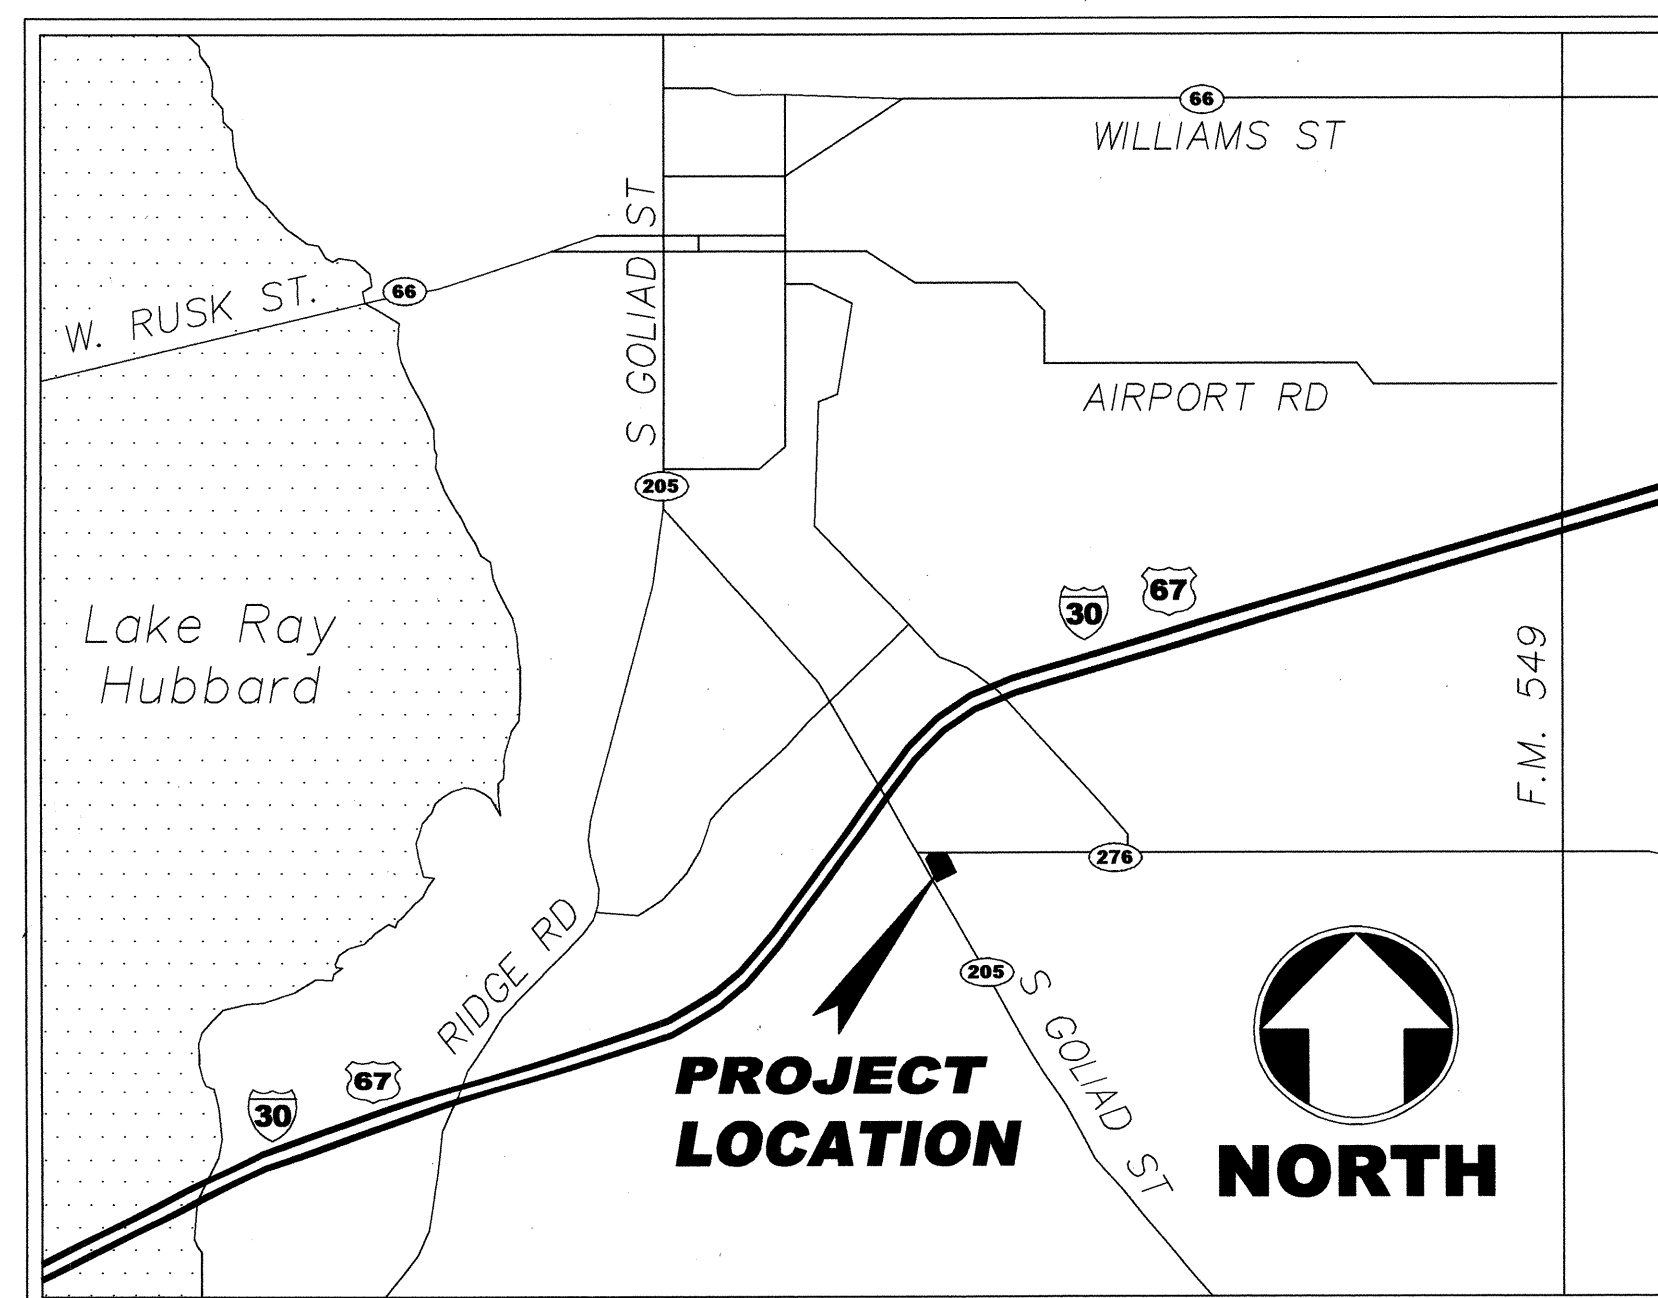 66
WILLIAMS ST
S GOLIAD ST
W. RUSK ST.
66
AIRPORT RD
205
30
67
Lake Ray
Hubbard
F.M. 549
276
RIDGE RD
205
S GOLIAD ST
67
30
PROJECT
LOCATION
NORTH